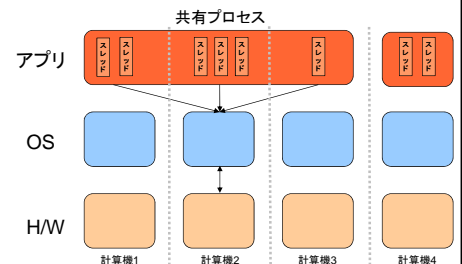 共有プロセス
アプリ
スレッド
スレッド
スレッド
スレッド
スレッド
スレッド
スレッド
スレッド
OS
H/W
計算機1
計算機2
計算機3
計算機4